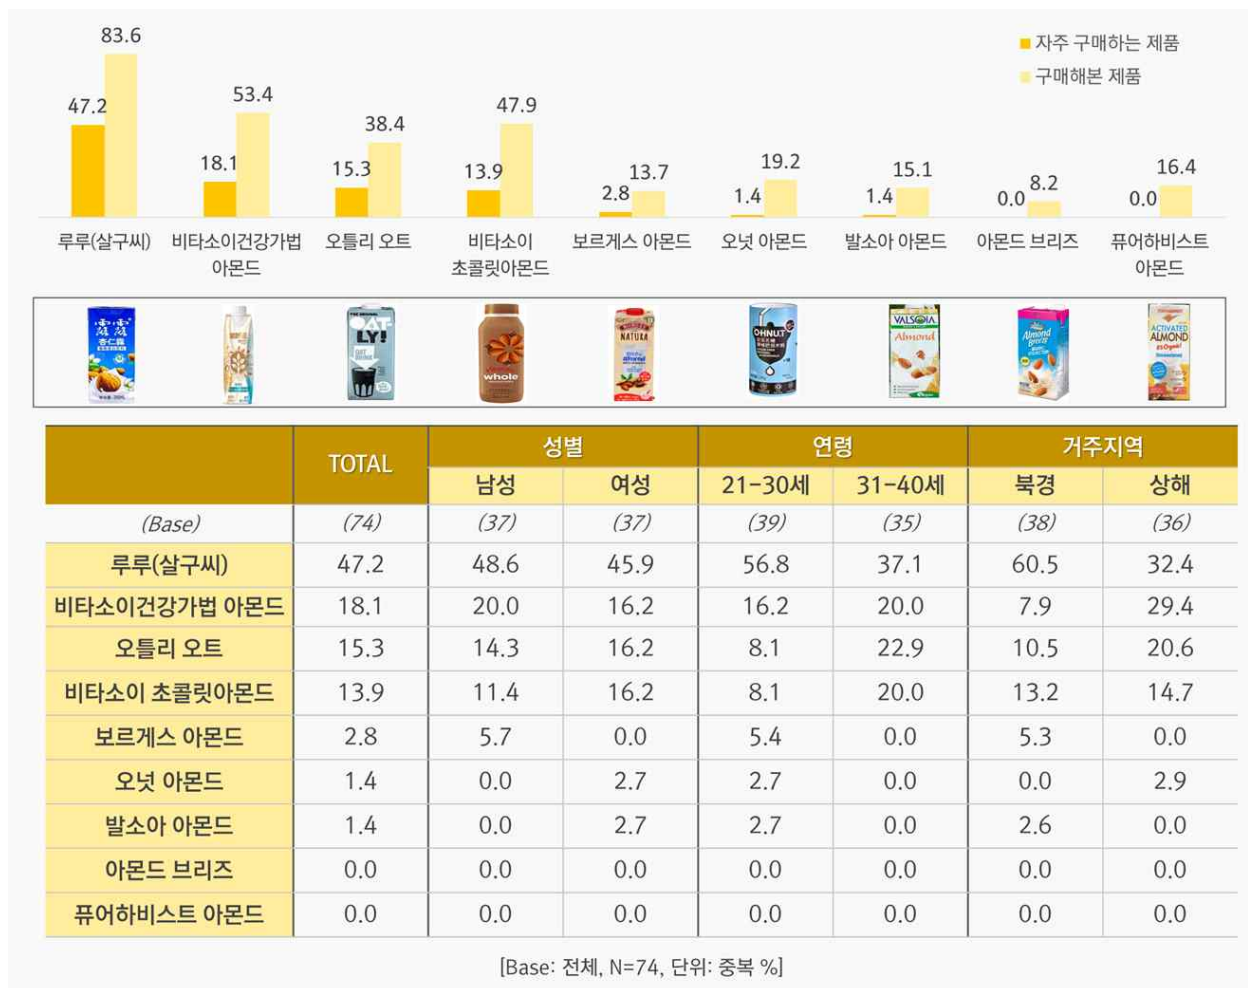 83.6
47.2
53.4
18.1
38.4
15.3
47.9
13.9
13.7
2.8
19.2
1.4
15.1
1.4
8.2
0.0
16.4
0.0
자주 구매하는 제품
구매해본 제품
루루(살구씨) 비타소이건강가법 아몬드 오틀리 오트 비타소이 초콜릿아몬드 보르게스 아몬드 오넛 아몬드 발소아 아몬드 아몬드 브리즈 퓨어하비스트 아몬드
露露
杏仁露
OAT-LY!
whole
NATURA
OHNUT
VALSOIA
Almond
Almond Breeze
ACTIVATED
ALMOND
TOTAL 성별 연령 거주지역
남성 여성 21-30세 31-40세 북경 상해
(Base) (74) (37) (37) (39) (35) (38) (36)
루루(살구씨) 47.2 48.6 45.9 56.8 37.1 60.5 32.4
비타소이건강가법 아몬드 18.1 20.0 16.2 16.2 20.0 7.9 29.4
오틀리 오트 15.3 14.3 16.2 8.1 22.9 10.5 20.6
비타소이 초콜릿아몬드 13.9 11.4 16.2 8.1 20.0 13.2 14.7
보르게스 아몬드 2.8 5.7 0.0 5.4 0.0 5.3 0.0
오넛 아몬드 1.4 0.0 2.7 2.7 0.0 0.0 2.9
발소아 아몬드 1.4 0.0 2.7 2.7 0.0 2.6 0.0
아몬드 브리즈 0.0 0.0 0.0 0.0 0.0 0.0 0.0
퓨어하비스트 아몬드 0.0 0.0 0.0 0.0 0.0 0.0 0.0
[Base: 전체, N=74, 단위: 중복 %]